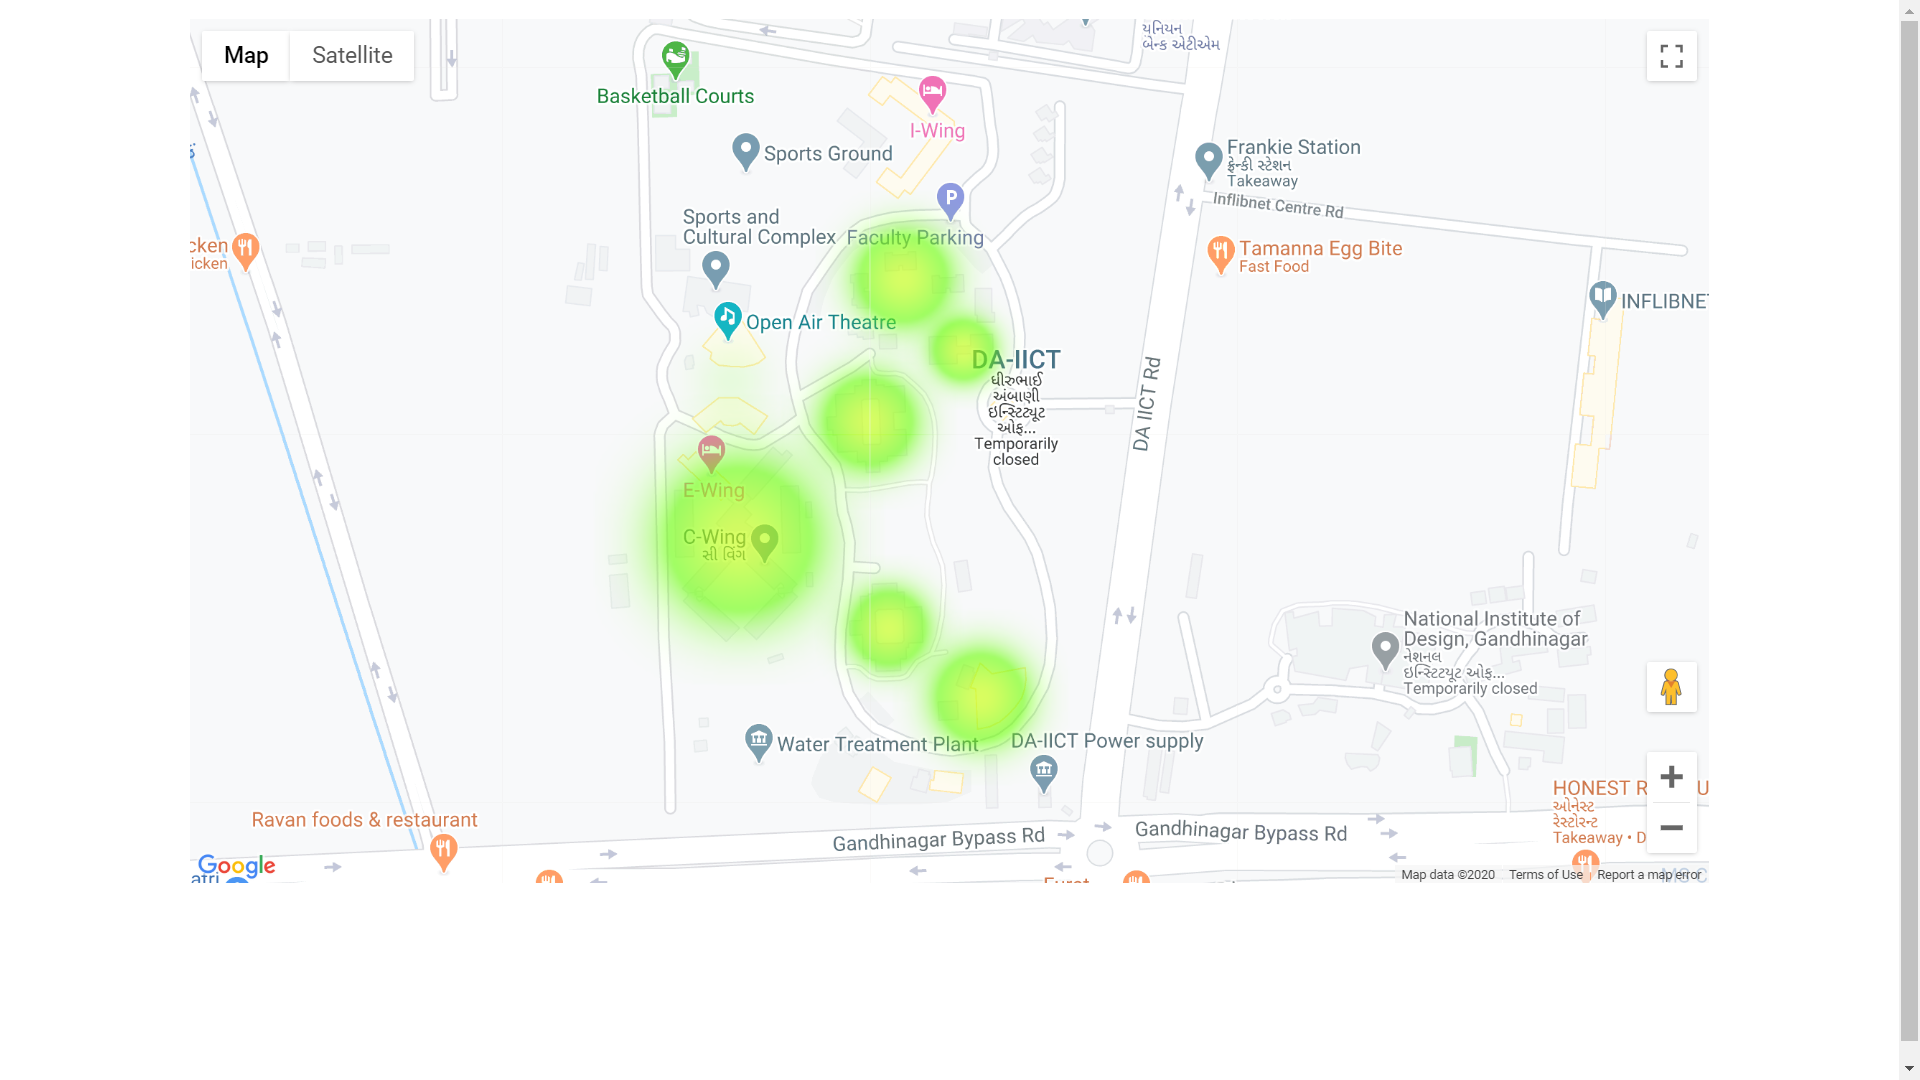 Map
Satellite
યુનિયન
બેન્ક એટીએમ
Basketball Courts
I-Wing
Sports Ground
Frankie Station
ફ્રેન્કી સ્ટેશન
Takeaway
Inflibnet Centre Rd
P
Sports and
Cultural Complex
Faculty Parking
cken
icken
Tamanna Egg Bite
Fast Food
INFLIBNET
Open Air Theatre
DA-IICT
ધીરુભાઈ
અંબાણી
ઇન્સ્ટિટ્યૂટ
ઓફ...
Temporarily
closed
DA IICT Rd
E-Wing
C-Wing
સી વિંગ
National Institute of
Design, Gandhinagar
નેશનલ
ઇન્સ્ટિટ્યૂટ ઓફ...
Temporarily closed
Water Treatment Plant
DA-IICT Power supply
HONEST R
ઓનેસ્ટ
રેસ્ટોરન્ટ
Takeaway • D
Ravan foods & restaurant
Gandhinagar Bypass Rd
Gandhinagar Bypass Rd
Google
atri
Map data ©2020
Terms of Use
Report a map error